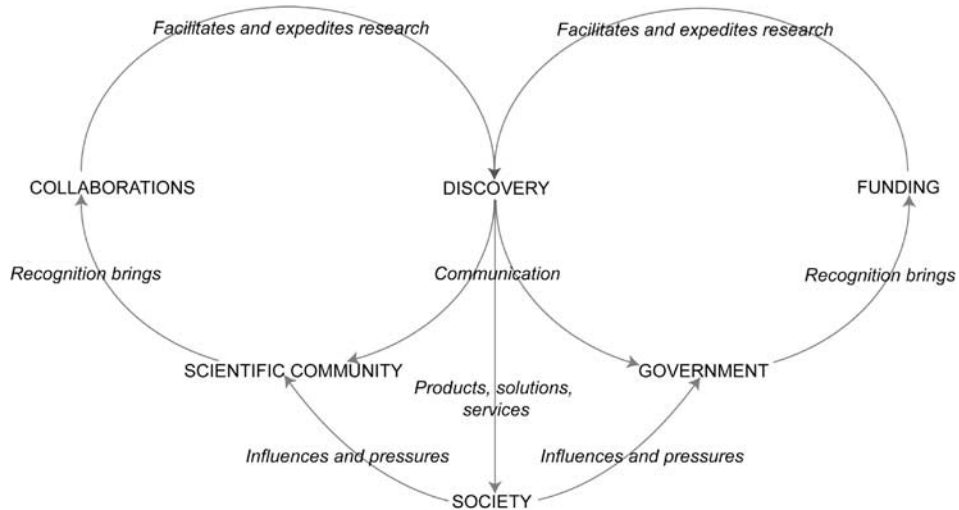 Facilitates and expedites research
Facilitates and expedites research
COLLABORATIONS
DISCOVERY
FUNDING
Recognition brings
Communication
Recognition brings
SCIENTIFIC COMMUNITY
GOVERNMENT
Products, solutions,
services
Influences and pressures
Influences and pressures
SOCIETY